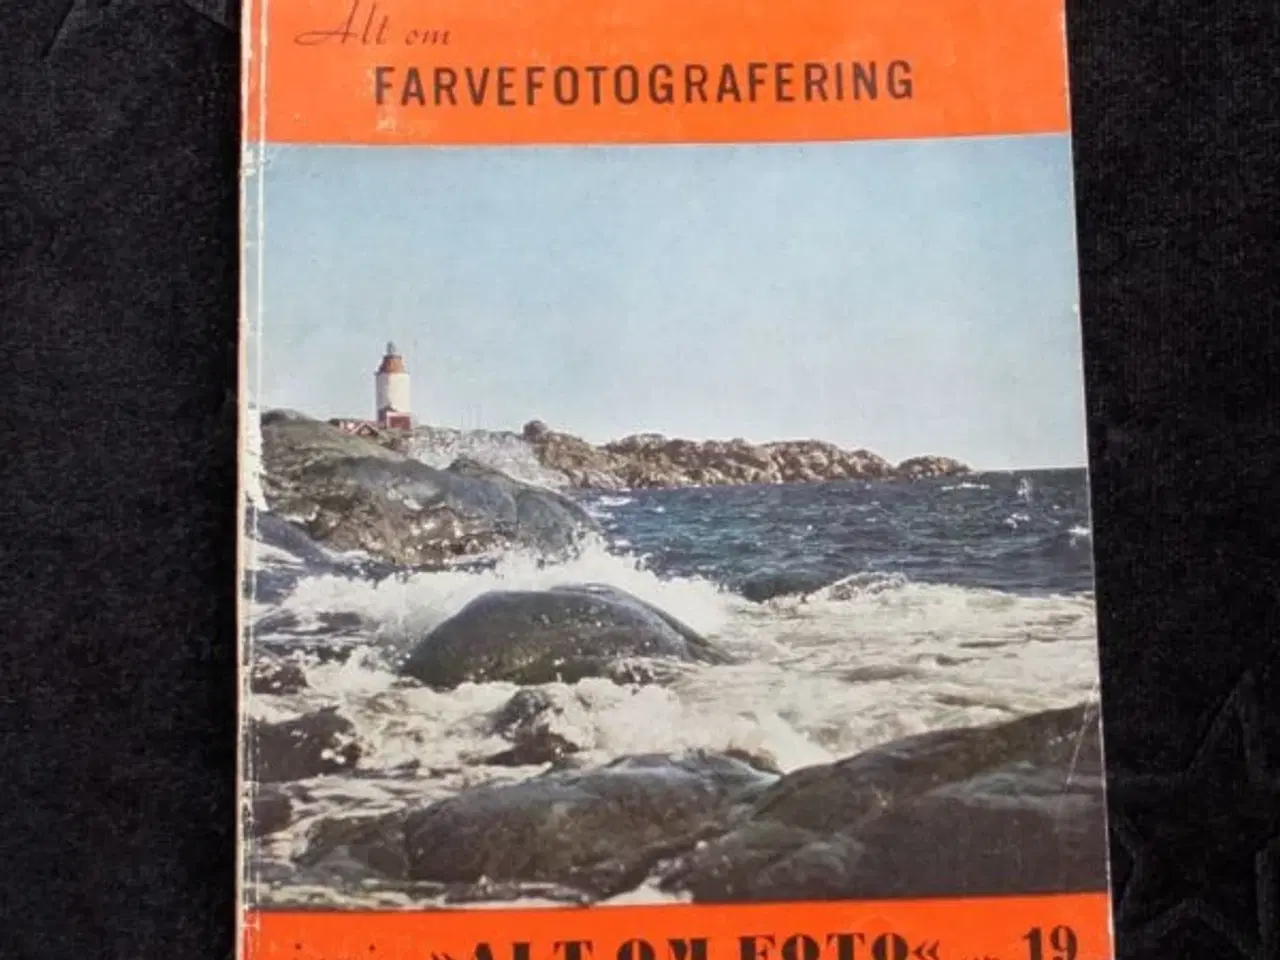 Alt om
FARVEFOTOGRAFERING
»ALT OM FOTO« 19